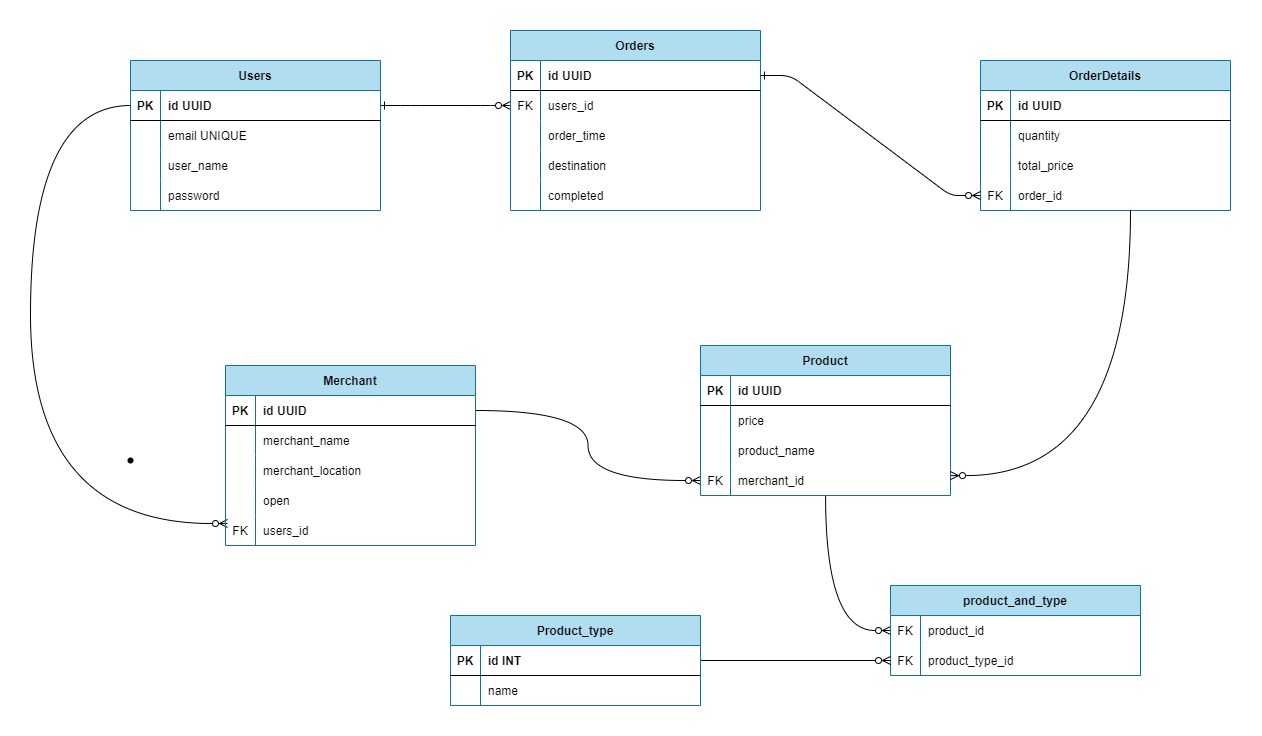 Users
PK id UUID
email UNIQUE
user_name
password
Orders
PK id UUID
FK users_id
order_time
destination
completed
OrderDetails
PK id UUID
quantity
total_price
FK order_id
Merchant
PK id UUID
merchant_name
merchant_location
open
FK users_id
Product
PK id UUID
price
product_name
FK merchant_id
Product_type
PK id INT
name
product_and_type
FK product_id
FK product_type_id